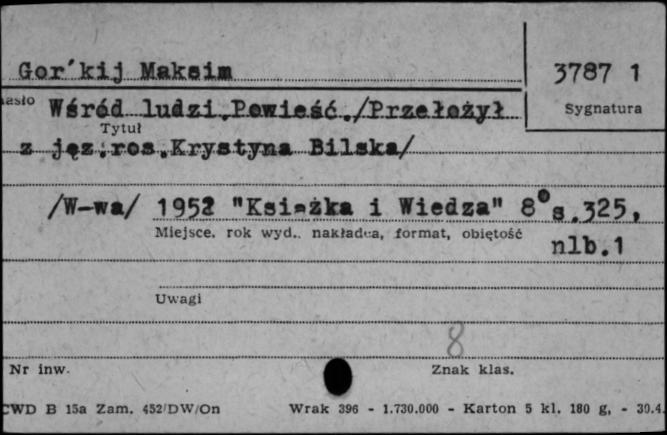 Gor'kij Maksim
3787 1
asło Wśród ludzi.Powieść./Przełożył
Sygnatura
Tytuł
z jęz.ros.Krystyna Bilska/
/W-wa/ 1952 "Książka i Wiedza" 8° s.325,
Miejsce, rok wyd., nakładca, format, objętość
nlb.1
Uwagi
8
Nr inw.
Znak klas.
CWD B 15a Zam. 452/DW/On Wrak 396 - 1.730.000 - Karton 5 kl. 180 g, - 30.4.